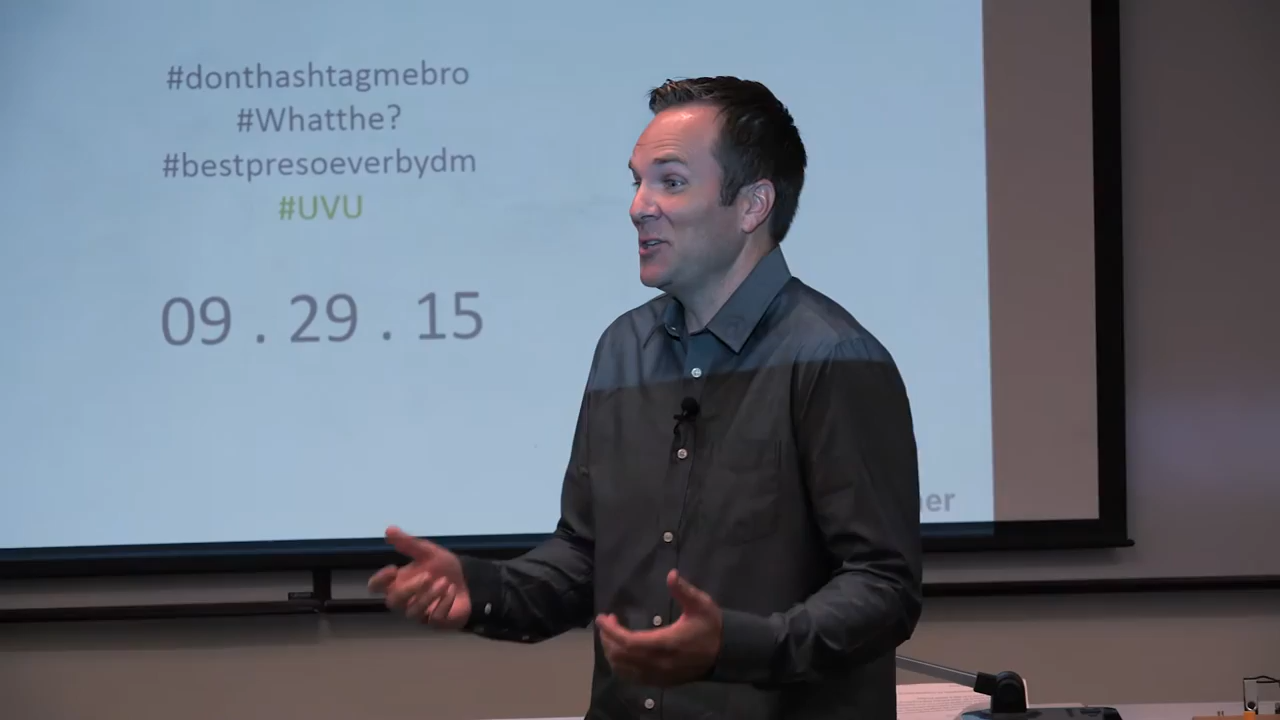 #donthashtagmebro
#Whatthe?
#bestpresoeverbydm
#UVU
09 . 29 . 15